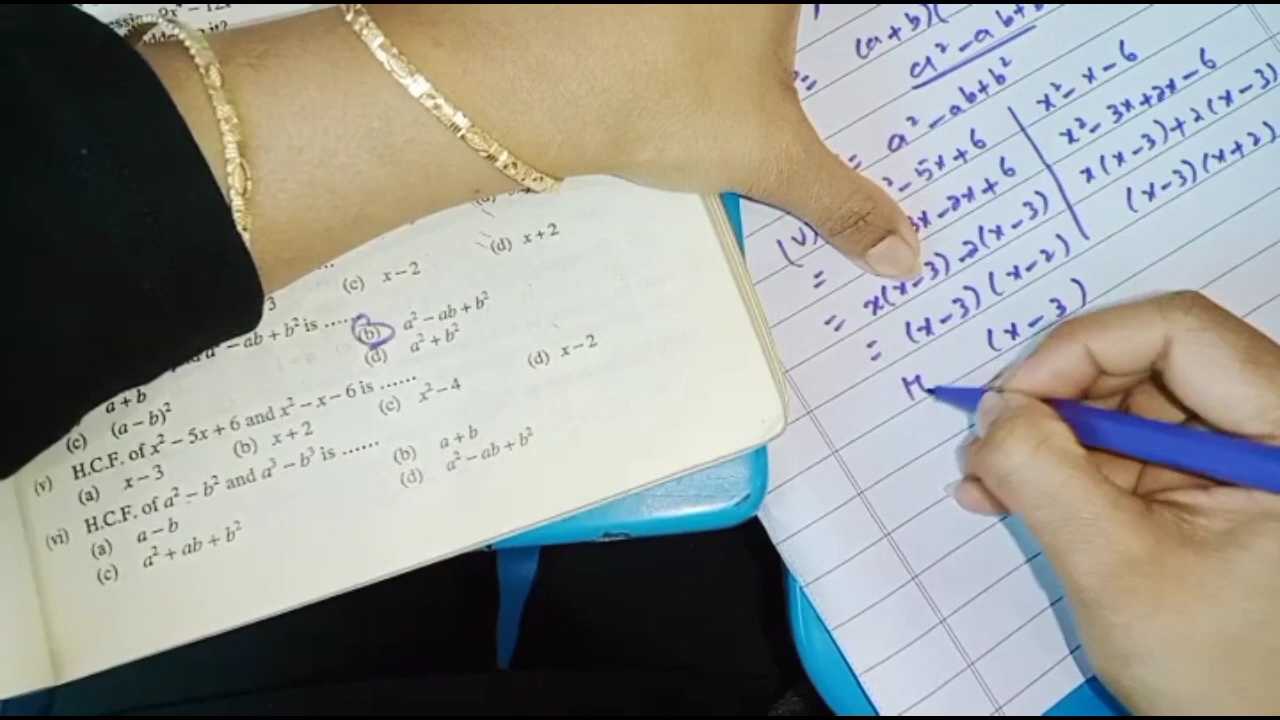 (d) x + 2
(c) x − 2
3
− ab + b² is ......
(b) a² − ab + b²
a + b
(d) a² + b²
(c) (a − b)²
(v) H.C.F. of x² − 5x + 6 and x² − x − 6 is ......
(a) x − 3 (b) x + 2 (c) x² − 4 (d) x − 2
(vi) H.C.F. of a² − b² and a³ − b³ is ......
(a) a − b (b) a + b
(c) a² + ab + b² (d) a² − ab + b²
(a + b)(
a² − ab + b
=
= a² − ab + b²
(v) − 5x + 6
= 3x − 2x + 6
= x(x − 3) − 2(x − 3)
= (x − 3)(x − 2)
(x − 3)
H
x² − x − 6
x² − 3x + 2x − 6
x(x − 3) + 2(x − 3)
(x − 3)(x + 2)